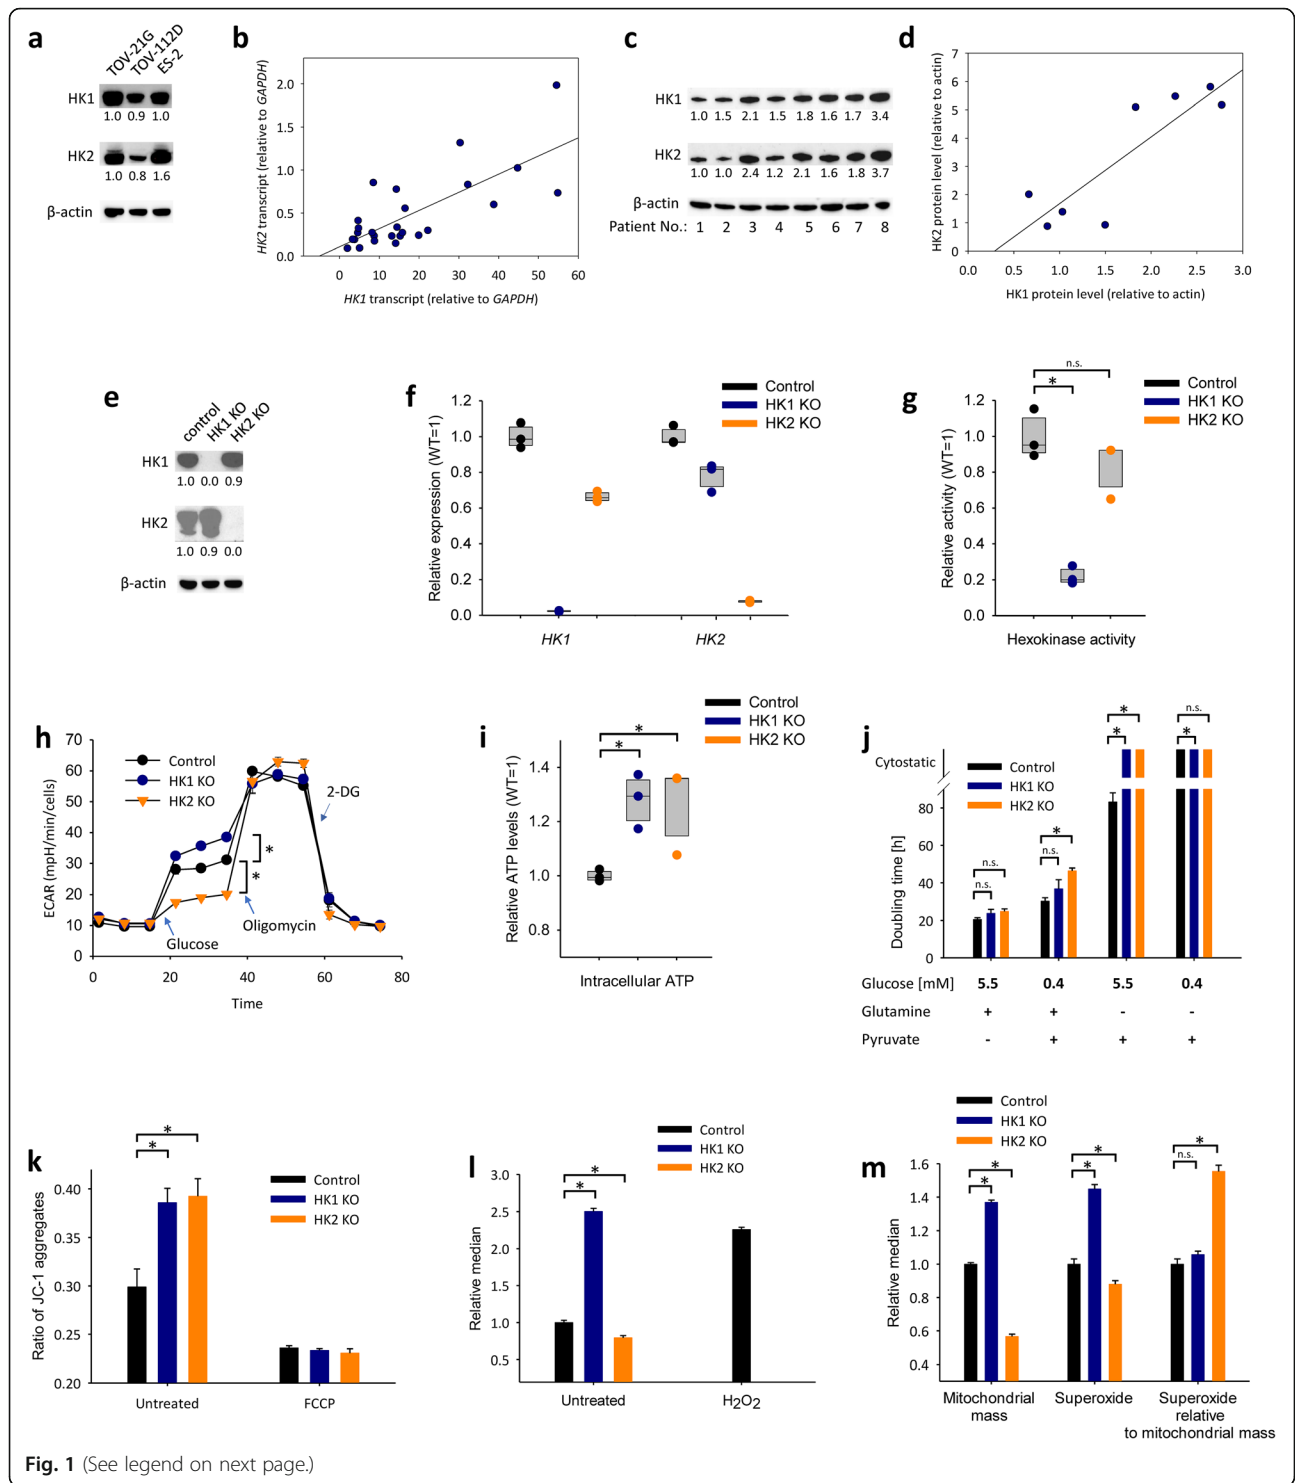 a
TOV-21G
TOV-112D
ES-2
HK1
1.0 0.9 1.0
HK2
1.0 0.8 1.6
β-actin
b
HK2 transcript (relative to GAPDH)
2.0
1.5
1.0
0.5
0.0
0 10 20 30 40 50 60
HK1 transcript (relative to GAPDH)
c
HK1
1.0 1.5 2.1 1.5 1.8 1.6 1.7 3.4
HK2
1.0 1.0 2.4 1.2 2.1 1.6 1.8 3.7
β-actin
Patient No.: 1 2 3 4 5 6 7 8
d
HK2 protein level (relative to actin)
7
6
5
4
3
2
1
0
0.0 0.5 1.0 1.5 2.0 2.5 3.0
HK1 protein level (relative to actin)
e
control
HK1 KO
HK2 KO
HK1
1.0 0.0 0.9
HK2
1.0 0.9 0.0
β-actin
f
Control
HK1 KO
HK2 KO
Relative expression (WT=1)
1.2
1.0
0.8
0.6
0.4
0.2
0.0
HK1 HK2
g
n.s.
*
Control
HK1 KO
HK2 KO
Relative activity (WT=1)
1.2
1.0
0.8
0.6
0.4
0.2
0.0
Hexokinase activity
h
Control
HK1 KO
HK2 KO
ECAR (mpH/min/cells)
70
60
50
40
30
20
10
0
2-DG
*
*
Oligomycin
Glucose
0 20 40 60 80
Time
i
Control
HK1 KO
HK2 KO
*
*
Relative ATP levels (WT=1)
1.4
1.2
1.0
0.8
Intracellular ATP
j
Control
HK1 KO
HK2 KO
Doubling time [h]
Cytostatic
80
60
40
20
0
n.s.
n.s.
*
n.s.
*
*
n.s.
*
Glucose [mM] 5.5 0.4 5.5 0.4
Glutamine + + - -
Pyruvate - + + +
k
*
*
Control
HK1 KO
HK2 KO
Ratio of JC-1 aggregates
0.40
0.35
0.30
0.25
0.20
Untreated FCCP
l
Control
HK1 KO
HK2 KO
*
*
Relative median
3.0
2.5
2.0
1.5
1.0
0.5
Untreated H2O2
m
Control
HK1 KO
HK2 KO
*
*
*
*
*
n.s.
Relative median
1.6
1.4
1.2
1.0
0.8
0.6
0.4
Mitochondrial mass
Superoxide
Superoxide relative to mitochondrial mass
Fig. 1 (See legend on next page.)